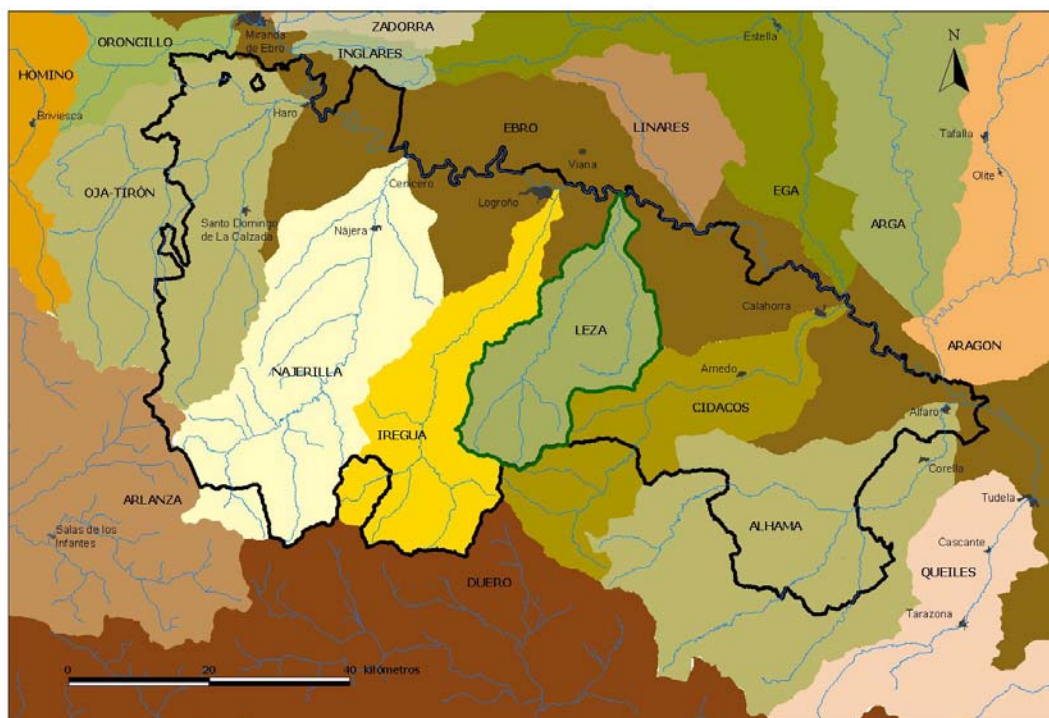 ZADORRA
ORONCILLO
Miranda
de Ebro
INGLARES
Estella
N
HOMINO
Briviesca
Haro
EBRO
LINARES
Tafalla
Viana
Olite
OJA-TIRÓN
Cenicero
EGA
Logroño
ARGA
Santo Domingo
de La Calzada
Nájera
Calahorra
LEZA
ARAGON
NAJERILLA
Arnedo
CIDACOS
Alfaro
IREGUA
Corella
ARLANZA
Tudela
Salas de los
Infantes
ALHAMA
Cascante
DUERO
QUEILES
Tarazona
0 20 40 kilómetros